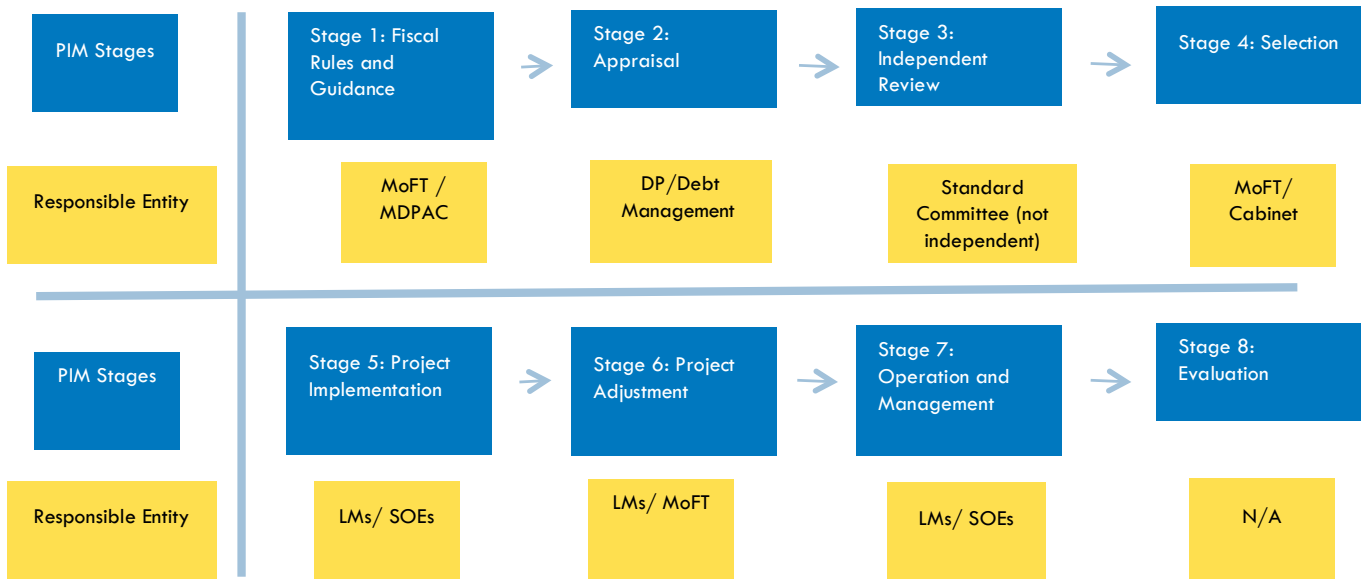 PIM Stages
Stage 1: Fiscal
Rules and
Guidance
Stage 2:
Appraisal
Stage 3:
Independent
Review
Stage 4: Selection
Responsible Entity
MoFT /
MDPAC
DP/Debt
Management
Standard
Committee (not
independent)
MoFT/
Cabinet
PIM Stages
Stage 5: Project
Implementation
Stage 6: Project
Adjustment
Stage 7:
Operation and
Management
Stage 8:
Evaluation
Responsible Entity
LMs/ SOEs
LMs/ MoFT
LMs/ SOEs
N/A